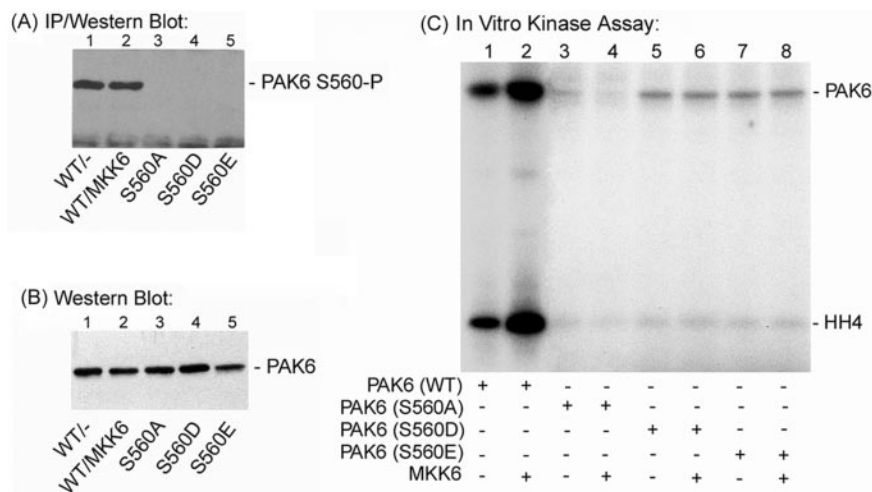 (A) IP/Western Blot:
1 2 3 4 5
- PAK6 S560-P
WT/-
WT/MKK6
S560A
S560D
S560E
(B) Western Blot:
1 2 3 4 5
- PAK6
WT/-
WT/MKK6
S560A
S560D
S560E
(C) In Vitro Kinase Assay:
1 2 3 4 5 6 7 8
- PAK6
- HH4
PAK6 (WT) + + - - - - - -
PAK6 (S560A) - - + + - - - -
PAK6 (S560D) - - - - + + - -
PAK6 (S560E) - - - - - - + +
MKK6 - + - + - + - +